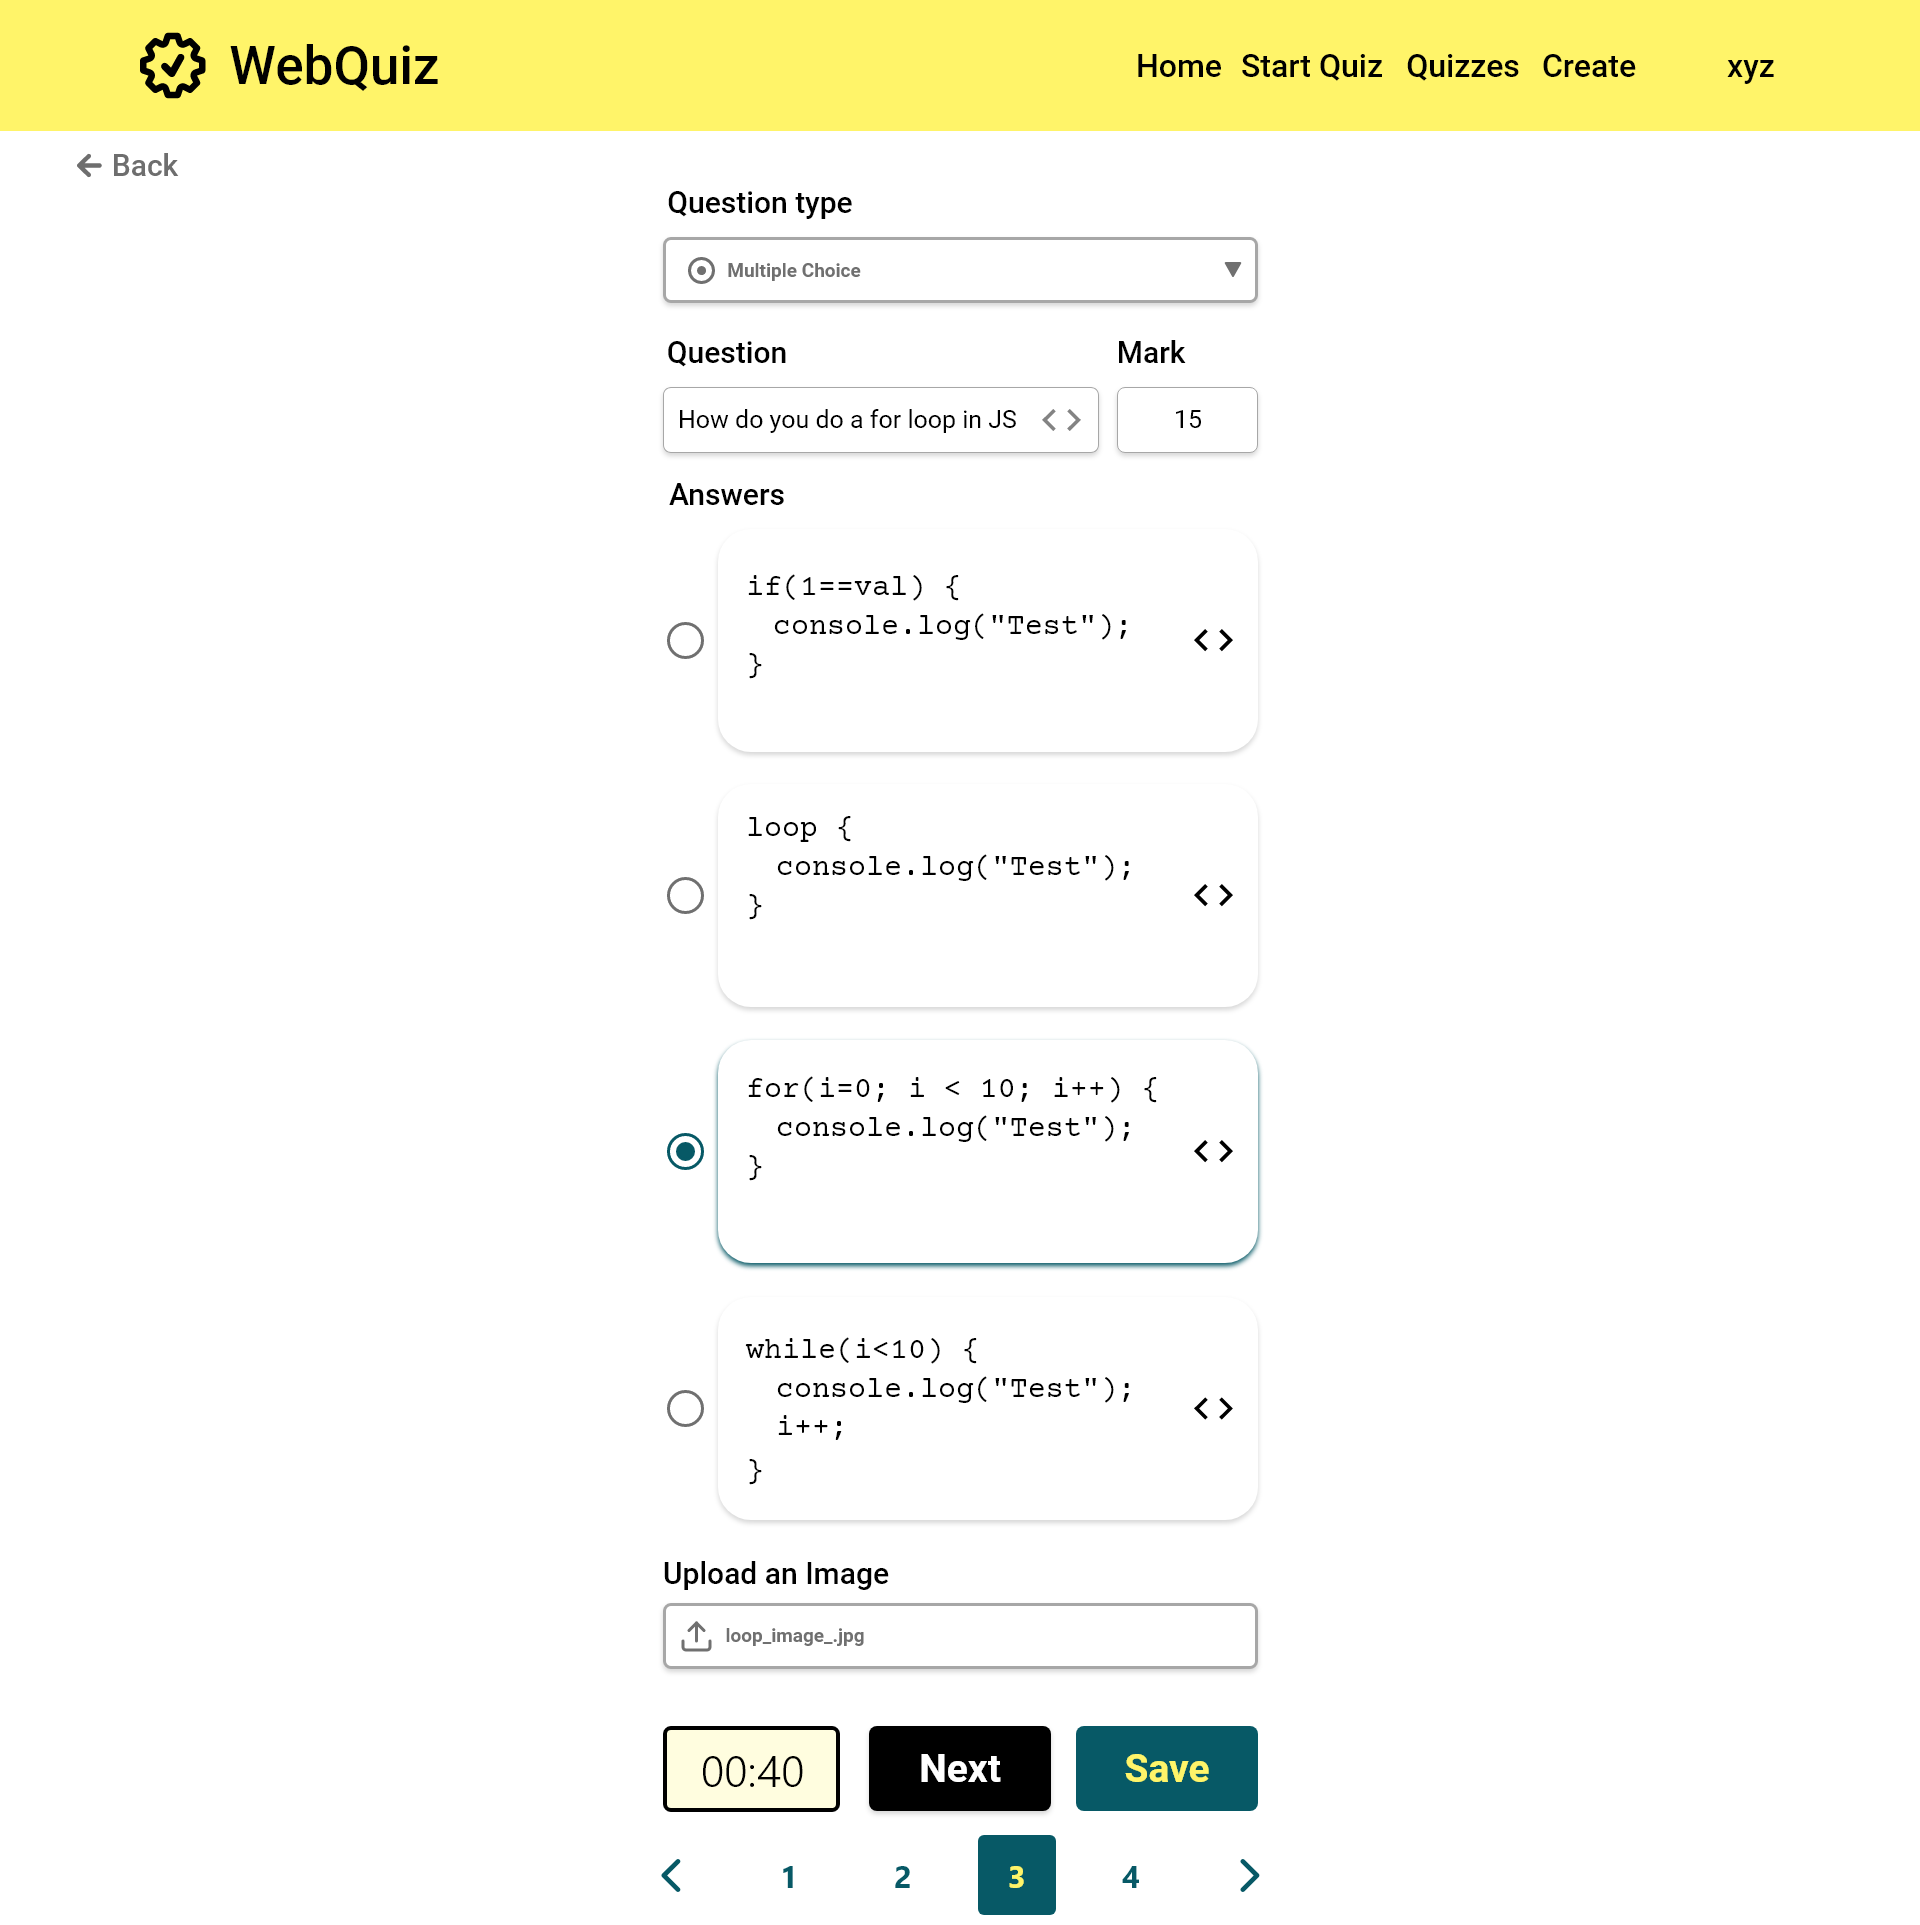 WebQuiz
Home Start Quiz Quizzes Create xyz
Back
Question type
Multiple Choice
Question Mark
How do you do a for loop in JS < > 15
Answers
if(1==val) {
console.log("Test");
}
< >
loop {
console.log("Test");
}
< >
for(i=0; i < 10; i++) {
console.log("Test");
}
< >
while(i<10) {
console.log("Test");
i++;
}
< >
Upload an Image
loop_image_.jpg
00:40 Next Save
1 2 3 4